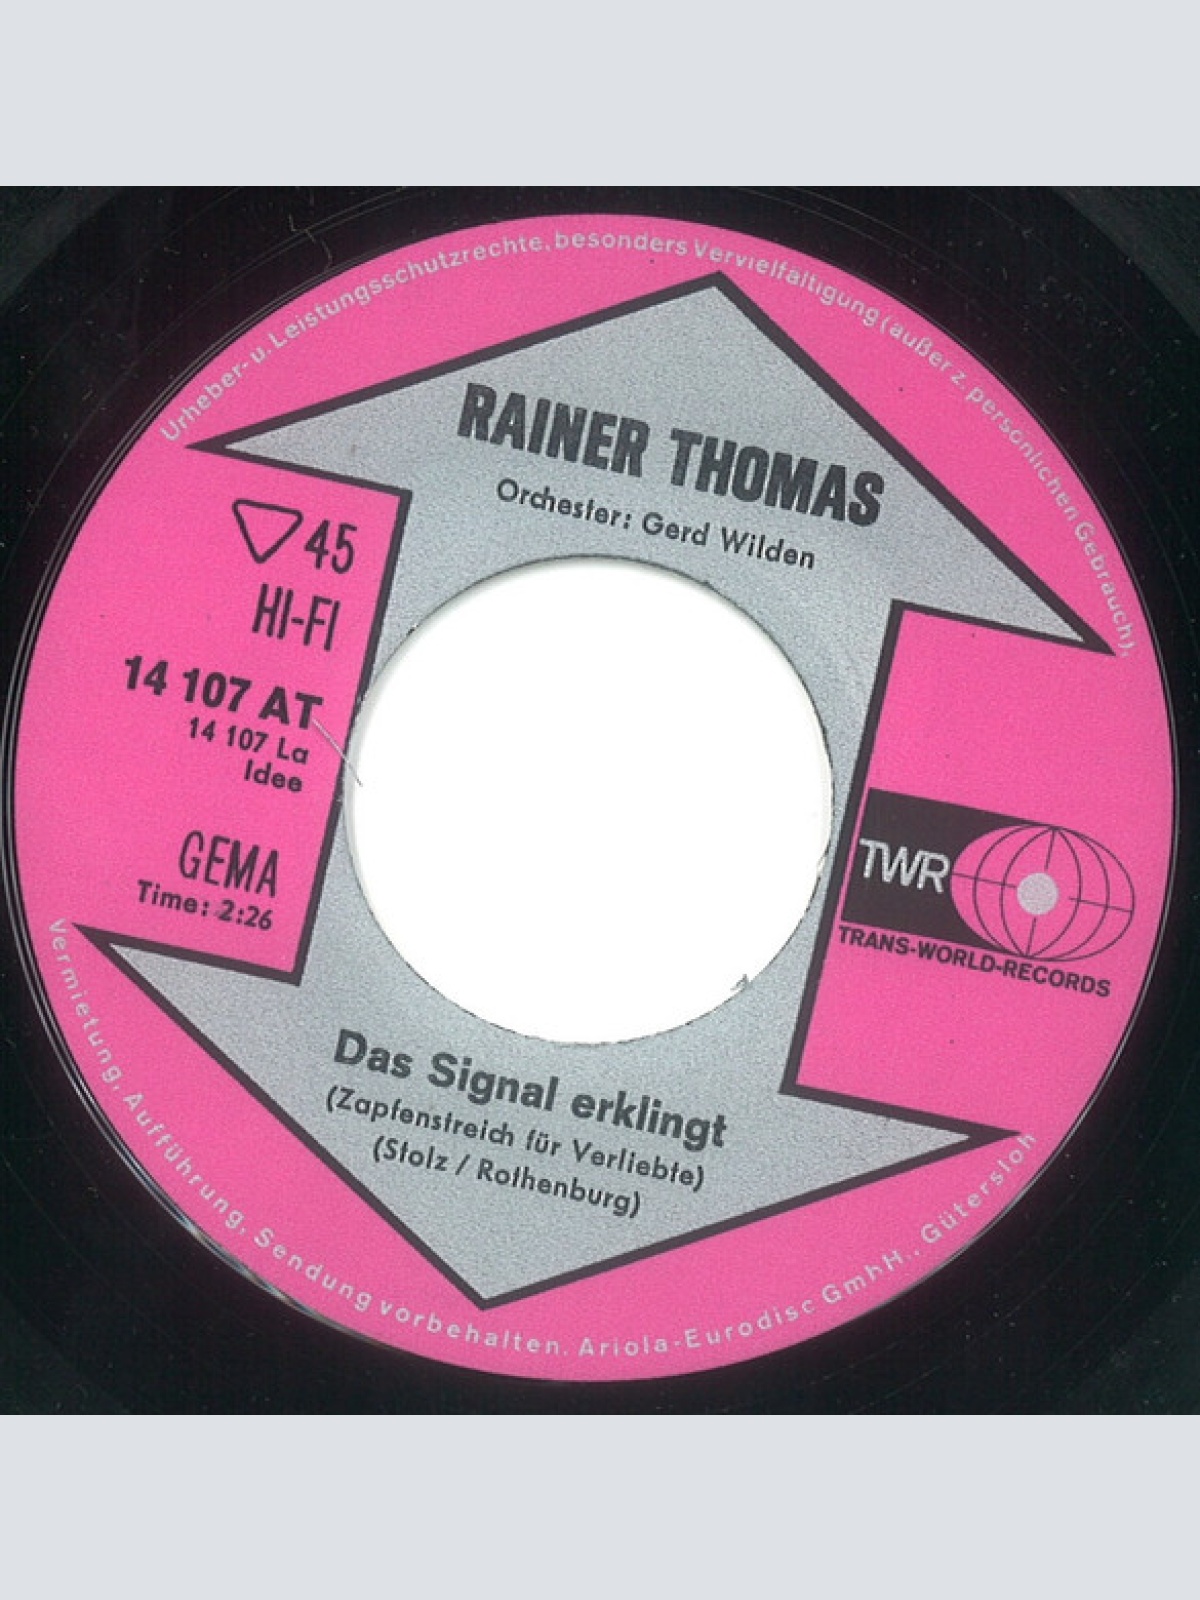 Urheber- u. Leistungsschutzrechte, besonders Vervielfältigung (außer z. persönlichen Gebrauch),
RAINER THOMAS
Orchester: Gerd Wilden
45
HI-FI
14 107 AT
14 107 La
Idee
GEMA
Time: 2:26
TWR
TRANS-WORLD-RECORDS
Das Signal erklingt
(Zapfenstreich für Verliebte)
(Stolz / Rothenburg)
Vermietung, Aufführung, Sendung vorbehalten. Ariola-Eurodisc GmbH., Gütersloh